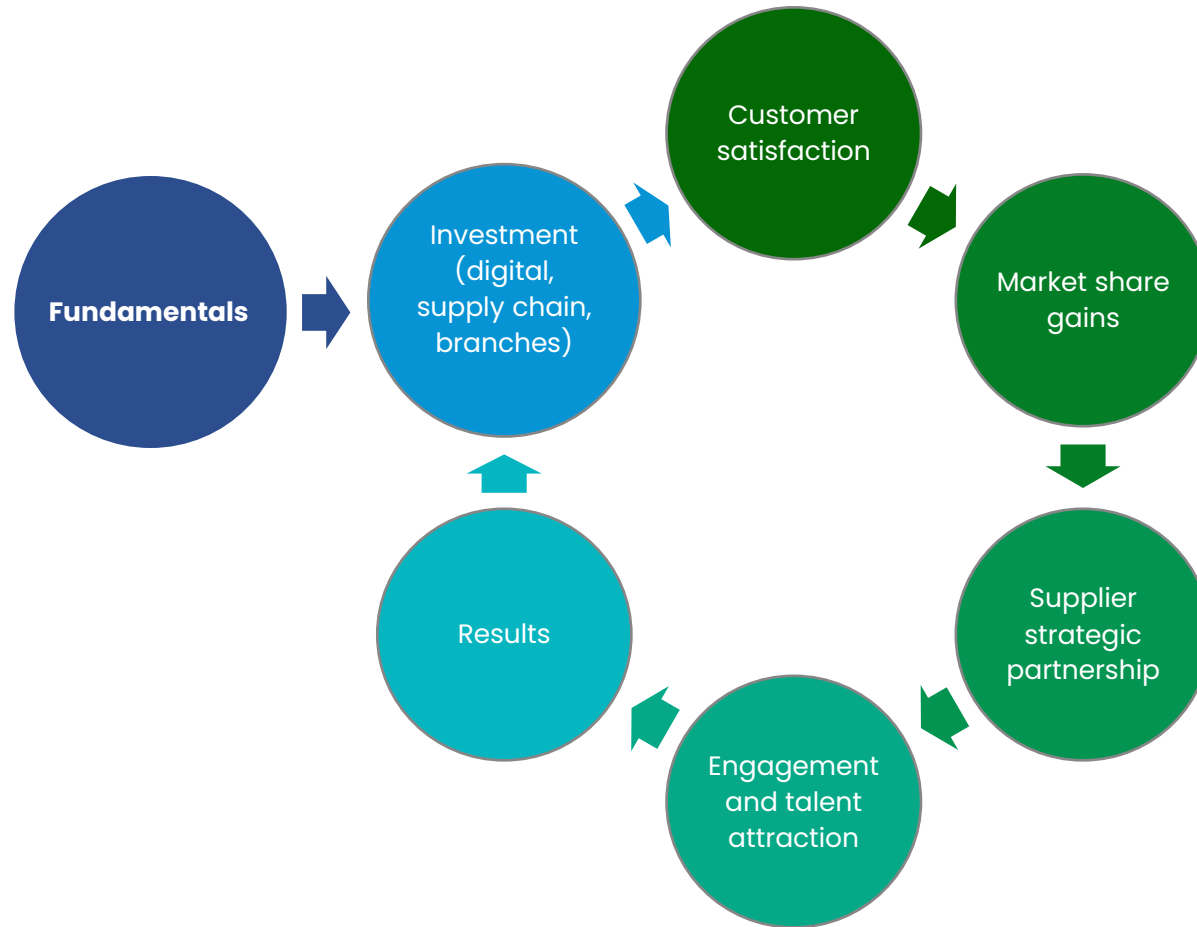 Fundamentals
Investment
(digital,
supply chain,
branches)
Customer
satisfaction
Market share
gains
Supplier
strategic
partnership
Engagement
and talent
attraction
Results